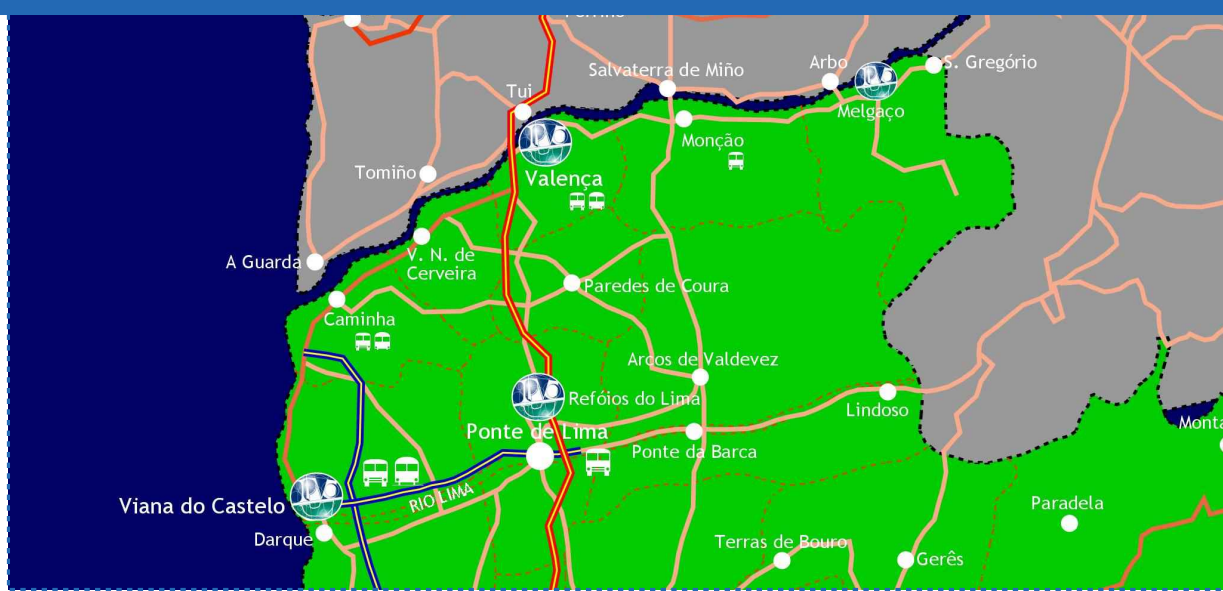 Salvaterra de Miño
Arbo
S. Gregório
Tui
Melgaço
Monção
Tomiño
Valença
A Guarda
V. N. de
Cerveira
Paredes de Coura
Caminha
Arcos de Valdevez
Refóios do Lima
Lindoso
Ponte de Lima
Ponte da Barca
RIO LIMA
Viana do Castelo
Paradela
Darque
Terras de Bouro
Gerês